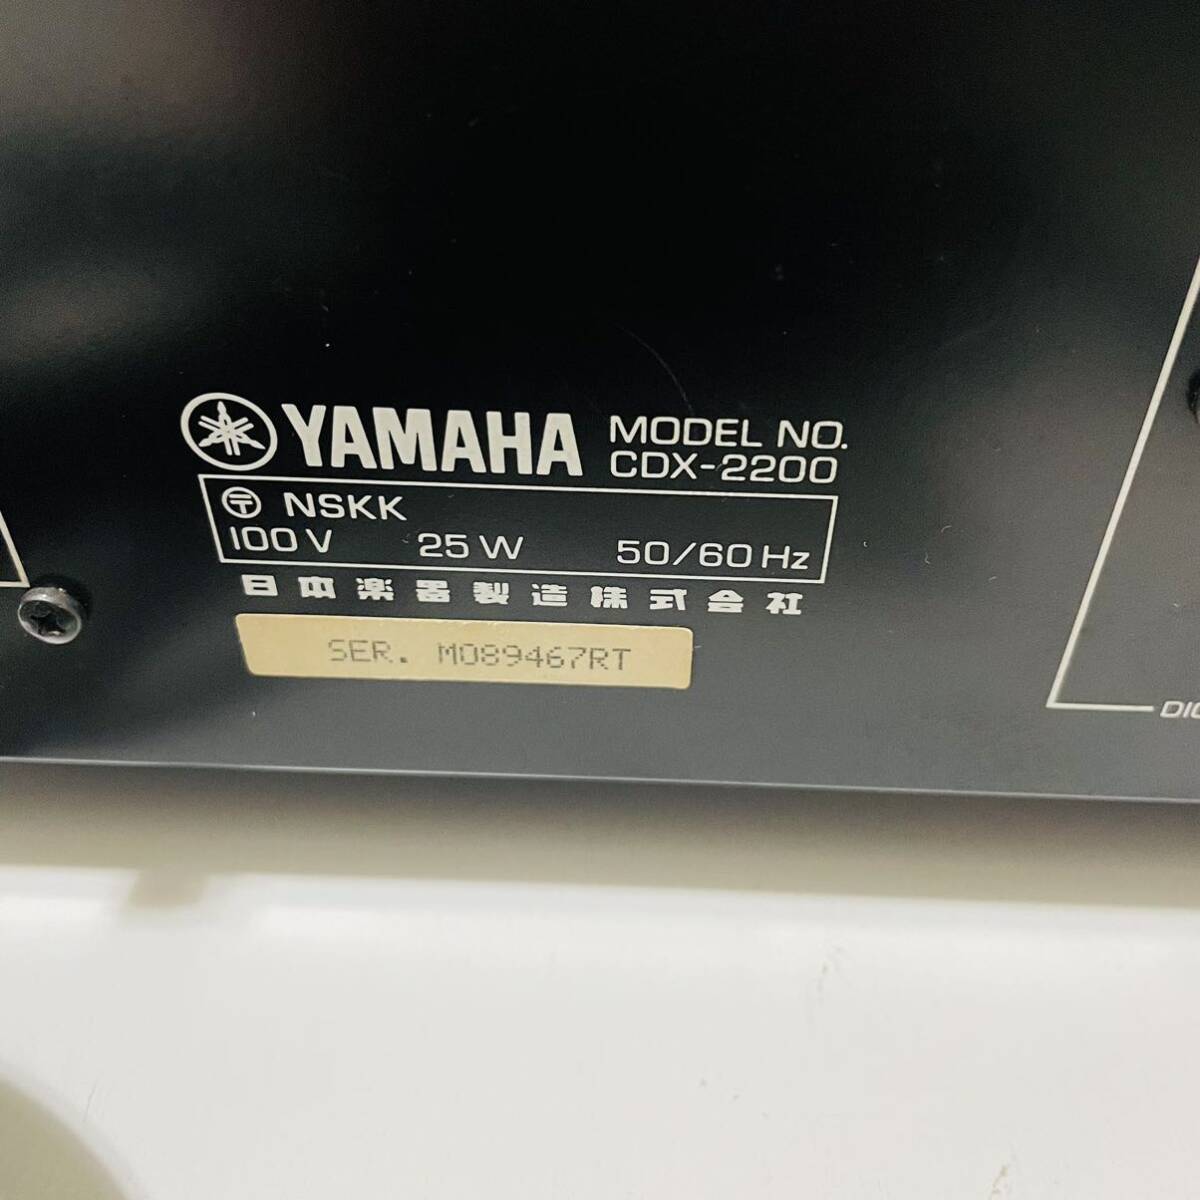 YAMAHA MODEL NO.
CDX-2200
〒 NSKK
100V 25W 50/60Hz
日本楽器製造株式会社
SER. M089467RT